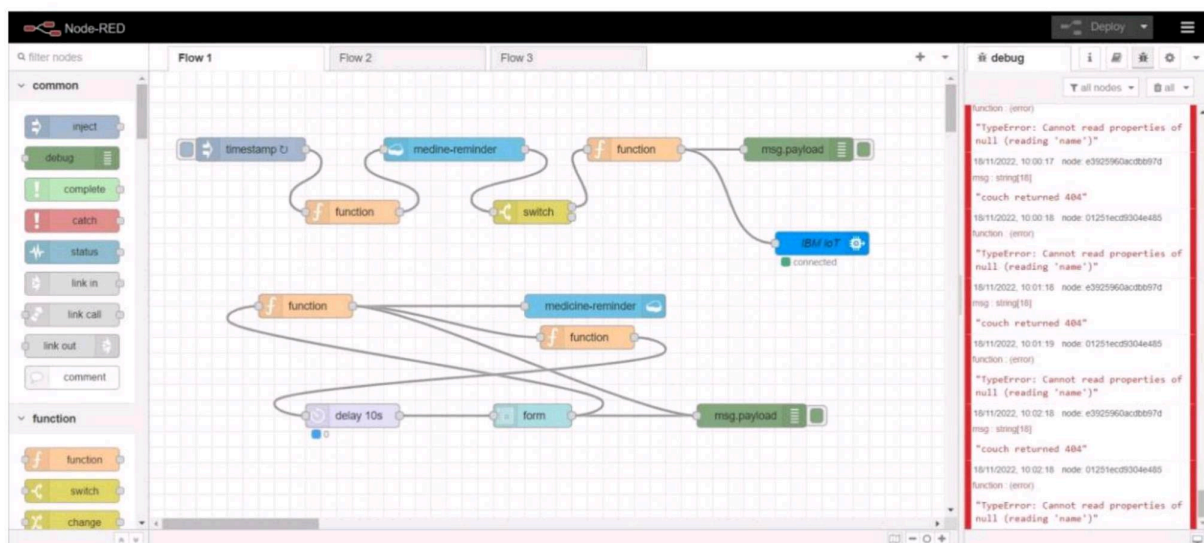 Node-RED
Deploy
filter nodes
Flow 1
Flow 2
Flow 3
debug
i
all nodes
all
common
inject
debug
complete
catch
status
link in
link call
link out
comment
function
function
switch
change
timestamp ↻
function
medine-reminder
switch
function
msg.payload
IBM IoT
connected
function
medicine-reminder
function
delay 10s
0
form
msg.payload
function : (error)
"TypeError: Cannot read properties of
null (reading 'name')"
18/11/2022, 10:00:17 node: e3925960acdbb97d
msg : string[18]
"couch returned 404"
18/11/2022, 10:00:18 node: 01251ecd9304e485
function : (error)
"TypeError: Cannot read properties of
null (reading 'name')"
18/11/2022, 10:01:18 node: e3925960acdbb97d
msg : string[18]
"couch returned 404"
18/11/2022, 10:01:19 node: 01251ecd9304e485
function : (error)
"TypeError: Cannot read properties of
null (reading 'name')"
18/11/2022, 10:02:18 node: e3925960acdbb97d
msg : string[18]
"couch returned 404"
18/11/2022, 10:02:18 node: 01251ecd9304e485
function : (error)
"TypeError: Cannot read properties of
null (reading 'name')"